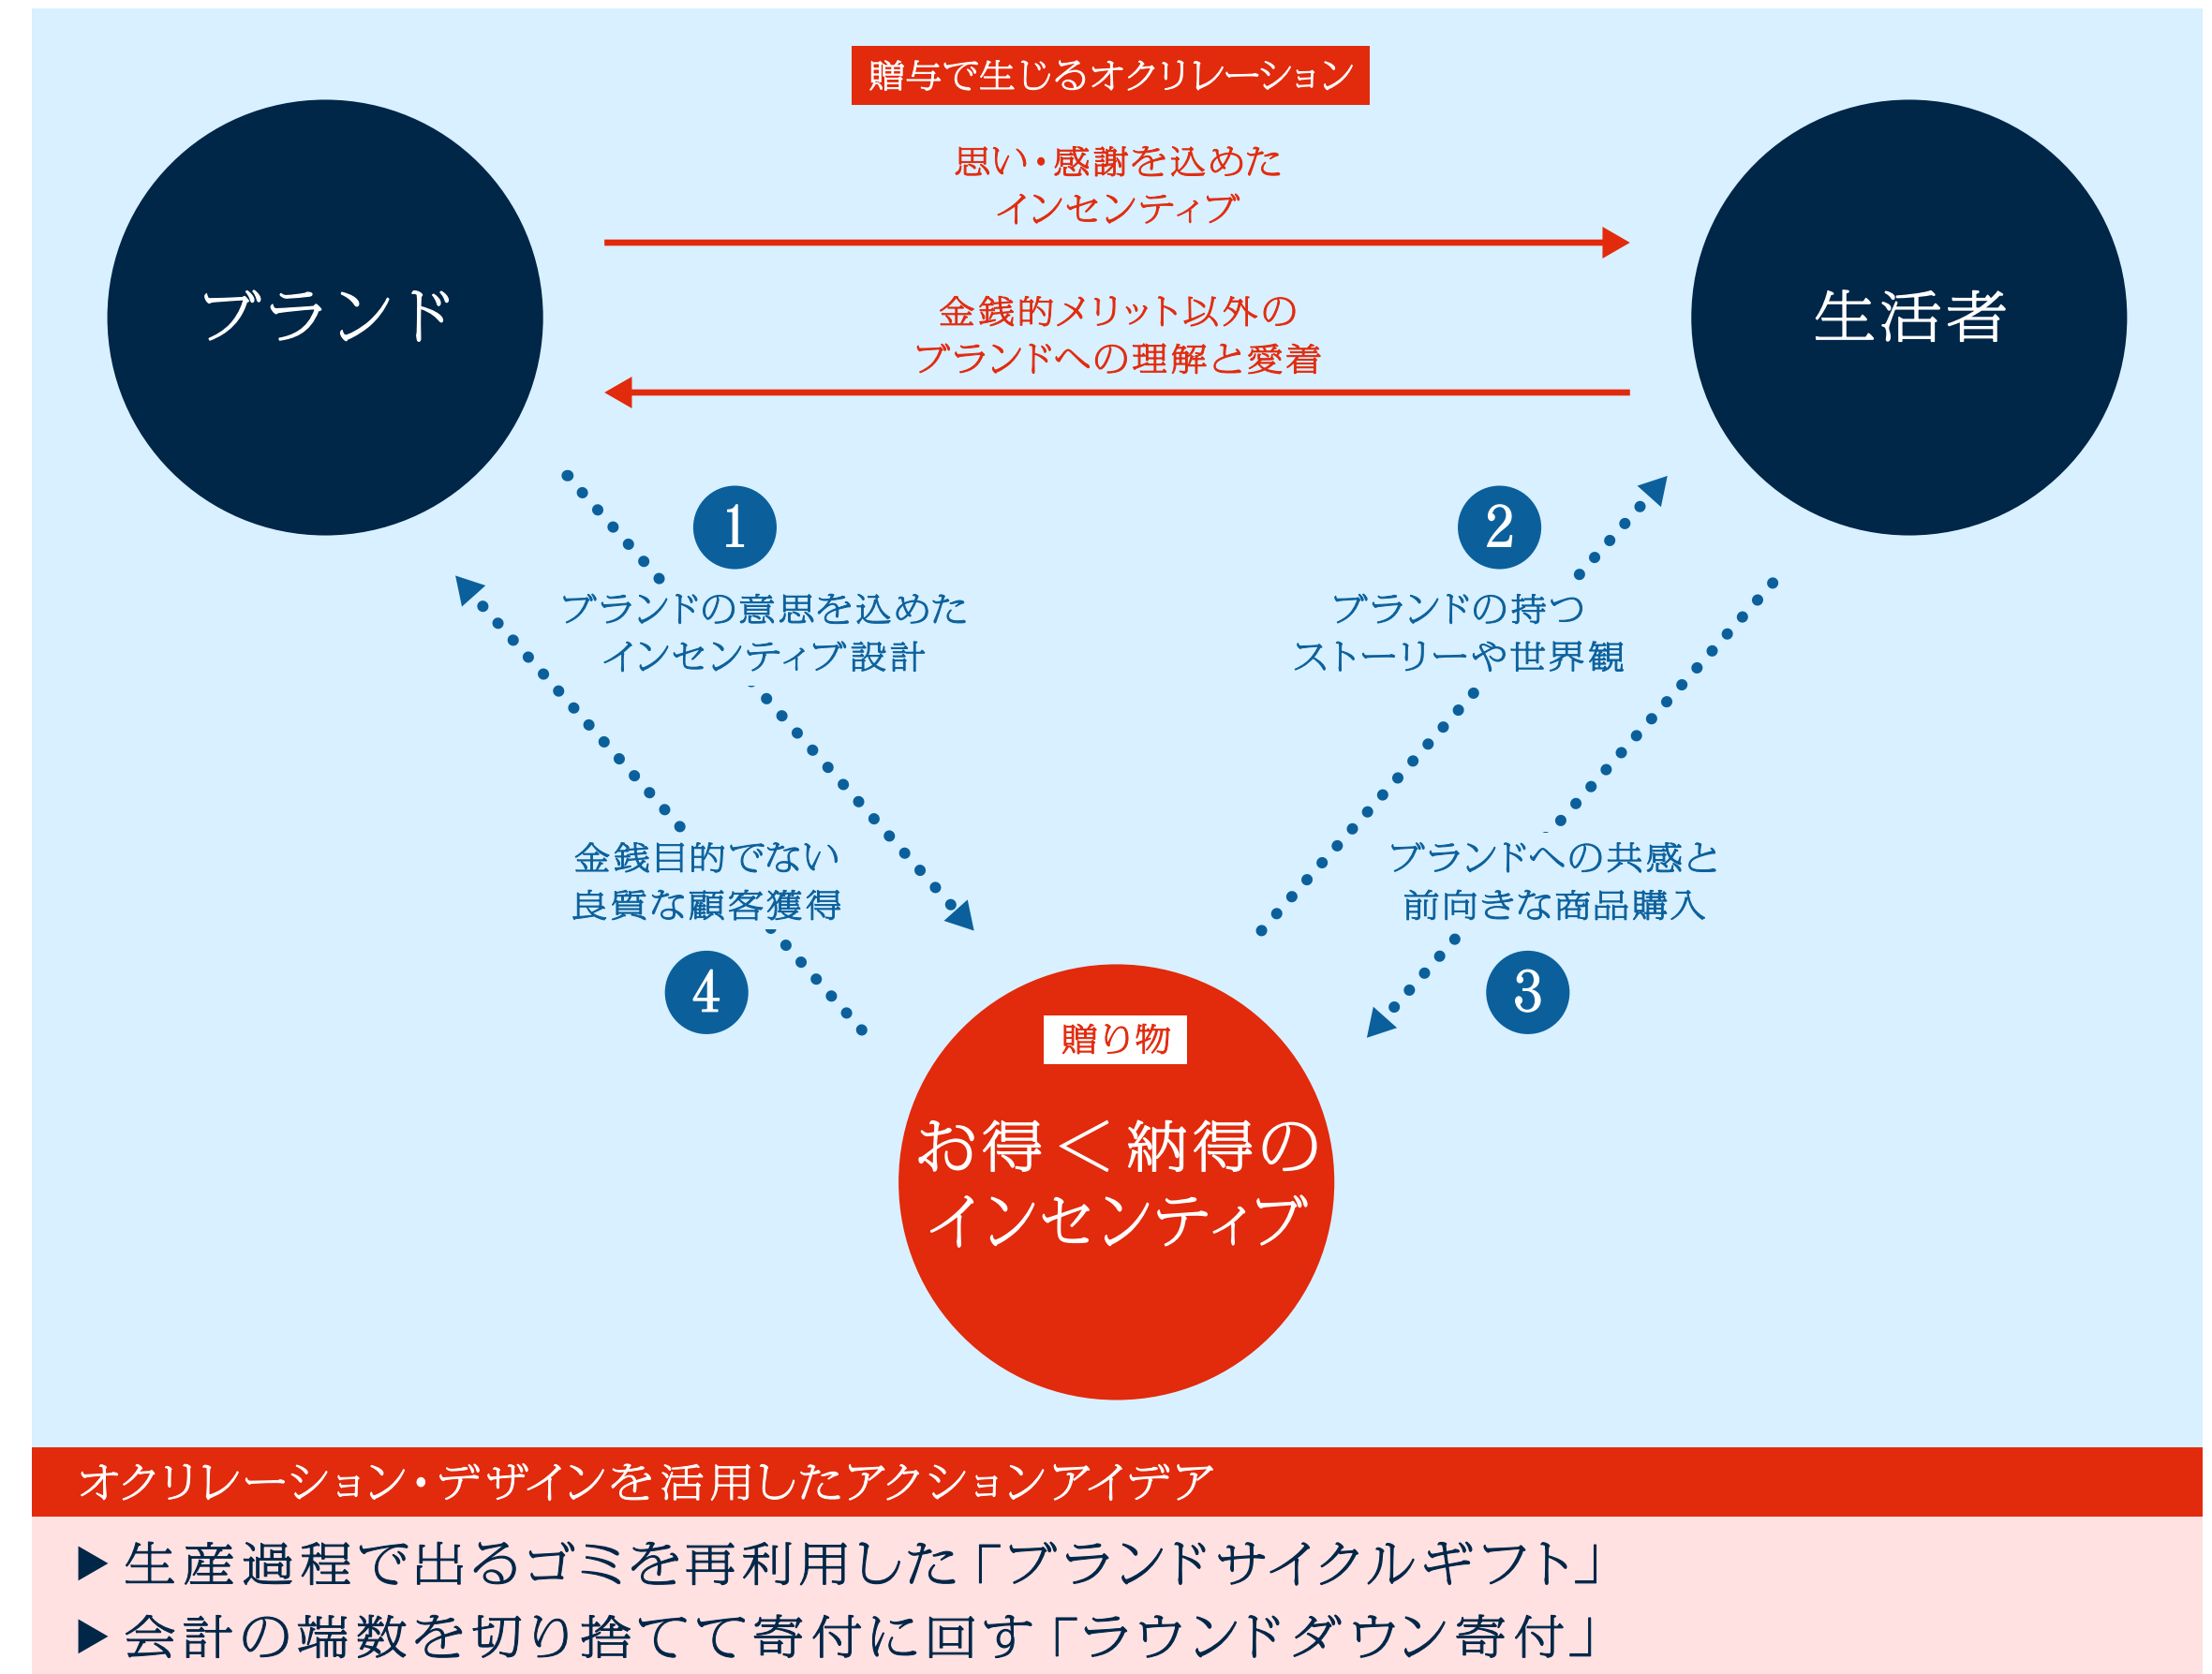 贈与で生じるオクリレーション
思い・感謝を込めた
インセンティブ
金銭的メリット以外の
ブランドへの理解と愛着
ブランド
生活者
1
ブランドの意思を込めた
インセンティブ設計
2
ブランドの持つ
ストーリーや世界観
金銭目的でない
良質な顧客獲得
4
ブランドへの共感と
前向きな商品購入
3
贈り物
お得＜納得の
インセンティブ
オクリレーション・デザインを活用したアクションアイデア
▶生産過程で出るゴミを再利用した「ブランドサイクルギフト」
▶会計の端数を切り捨てて寄付に回す「ラウンドダウン寄付」